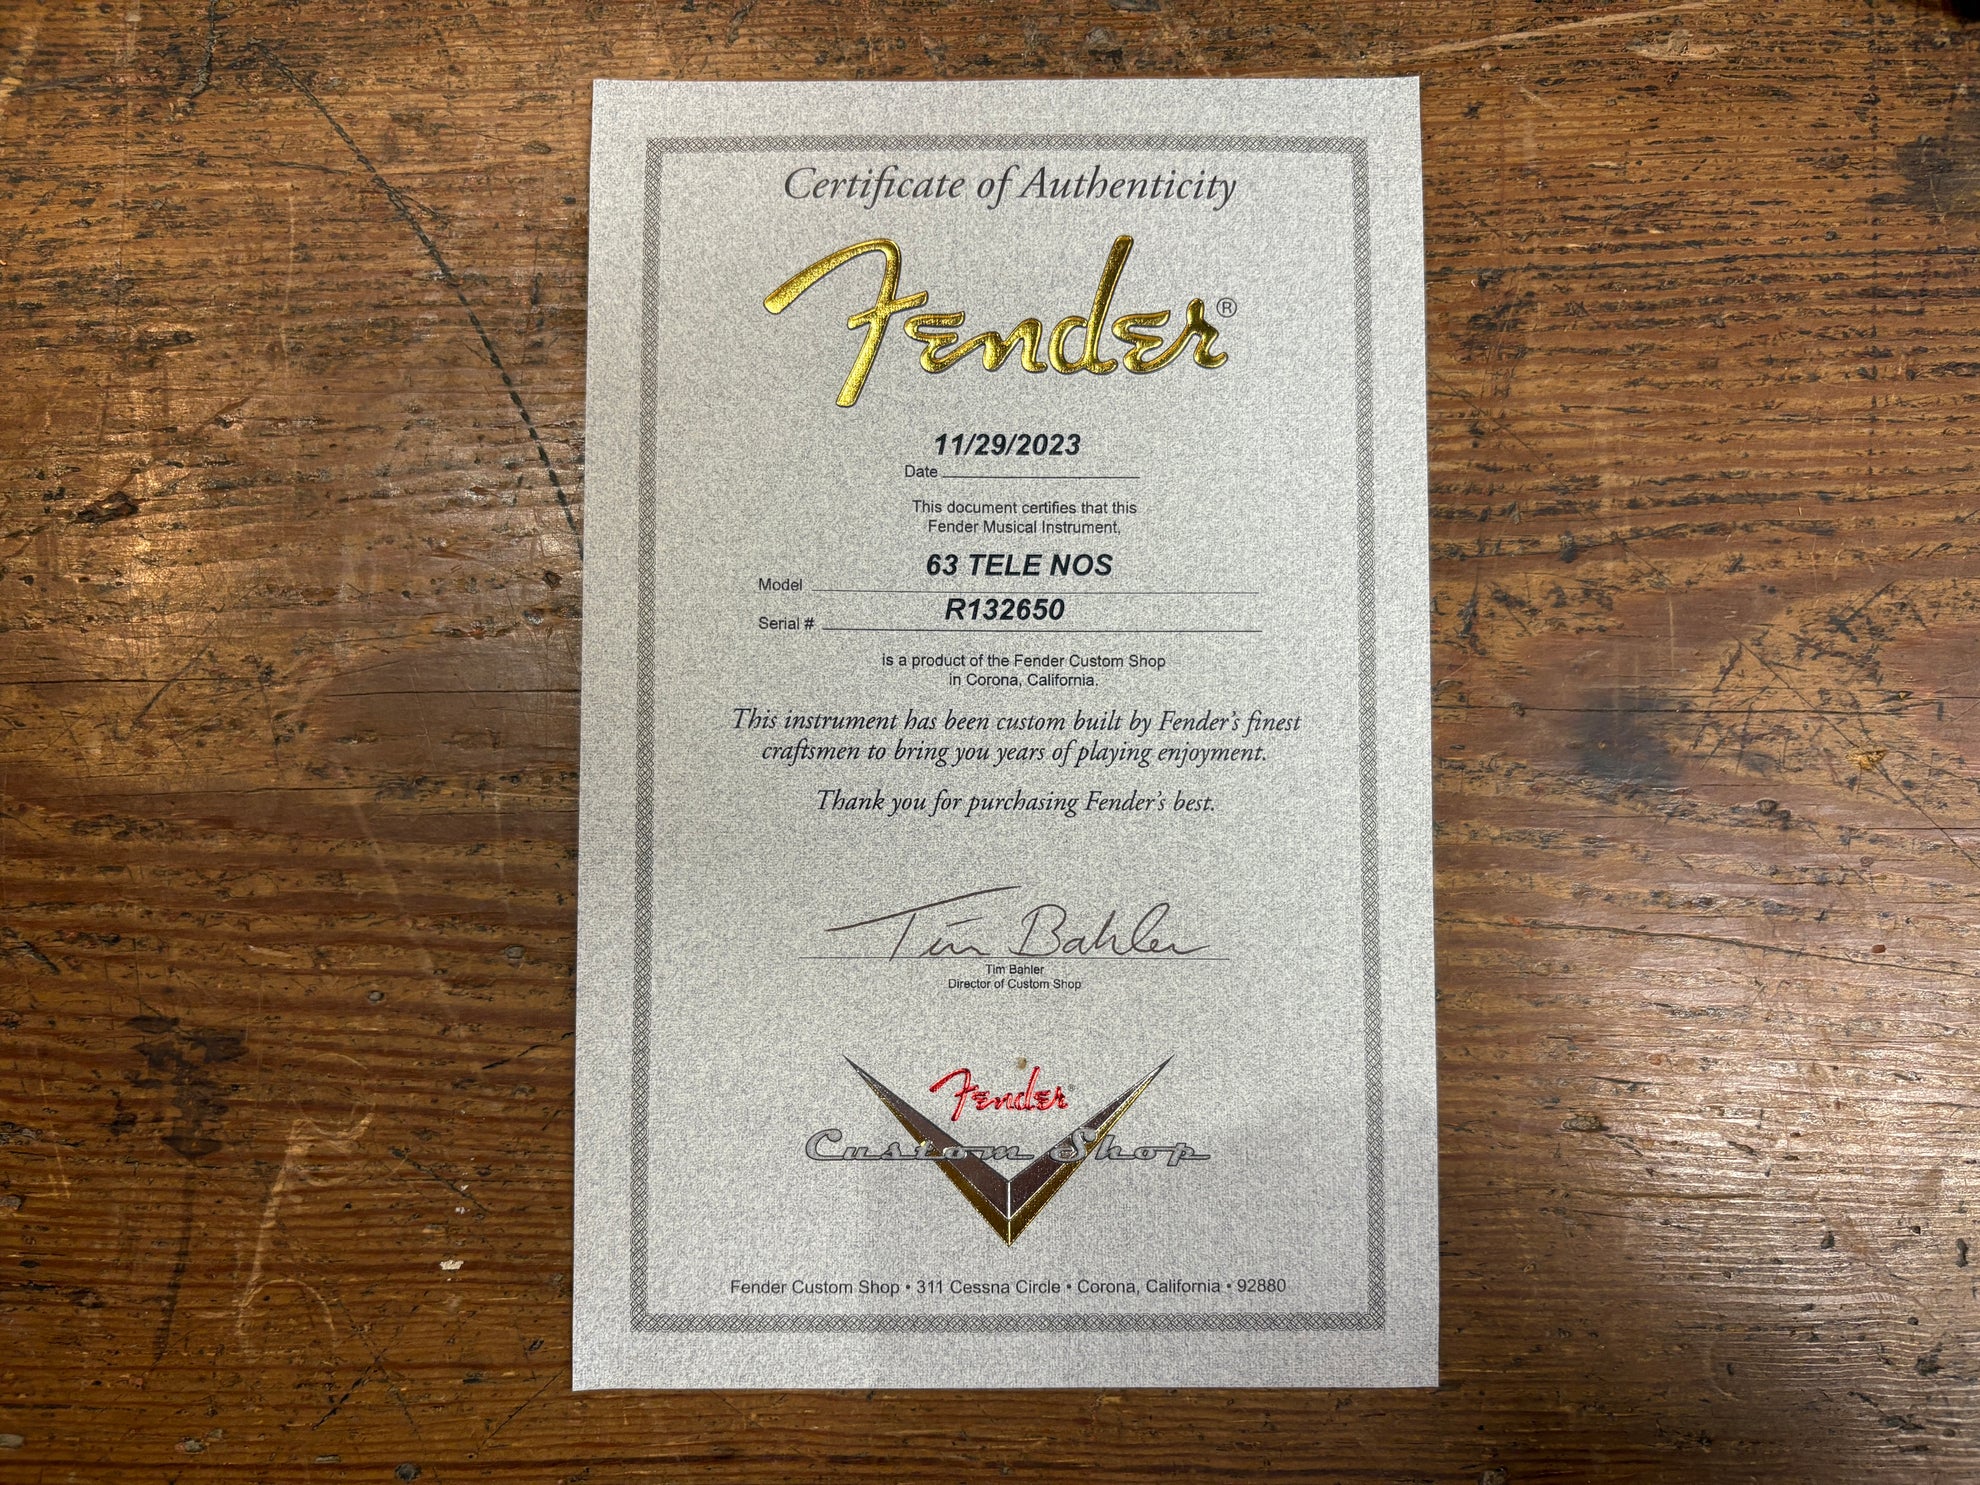 Certificate of Authenticity
Fender®
11/29/2023
Date
This document certifies that this
Fender Musical Instrument,
63 TELE NOS
Model
R132650
Serial #
is a product of the Fender Custom Shop
in Corona, California.
This instrument has been custom built by Fender's finest
craftsmen to bring you years of playing enjoyment.
Thank you for purchasing Fender's best.
Tim Bahler
Tim Bahler
Director of Custom Shop
Fender®
Custom Shop
Fender Custom Shop • 311 Cessna Circle • Corona, California • 92880